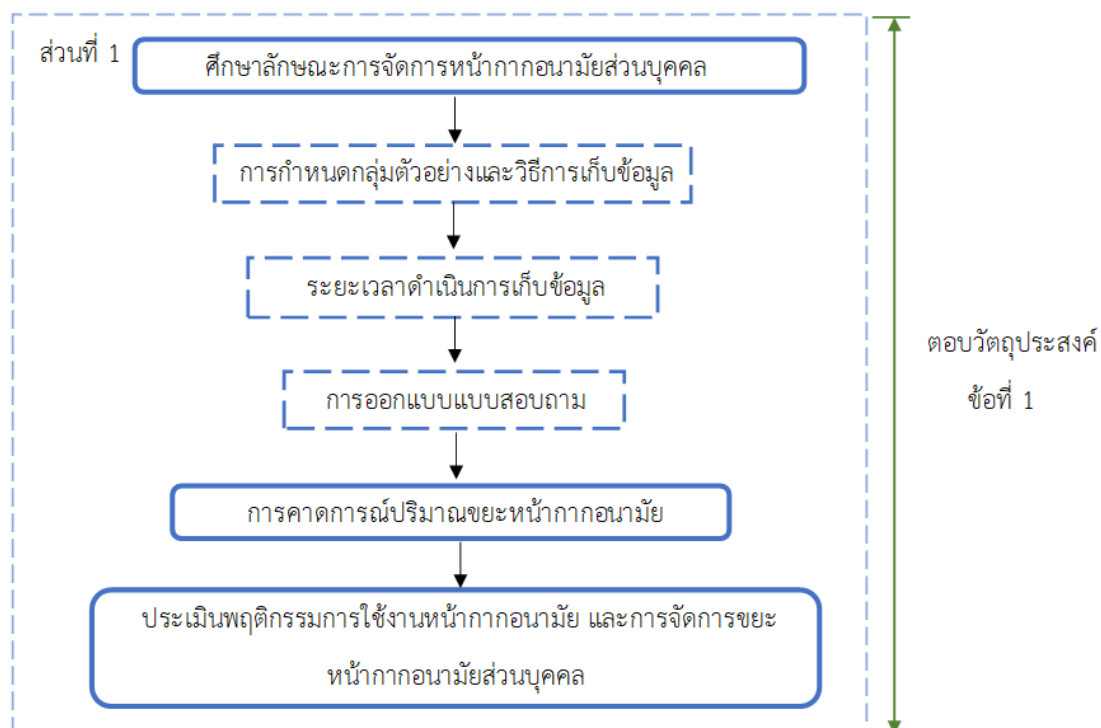 ส่วนที่ 1
ศึกษาลักษณะการจัดการหน้ากากอนามัยส่วนบุคคล
การกำหนดกลุ่มตัวอย่างและวิธีการเก็บข้อมูล
ระยะเวลาดำเนินการเก็บข้อมูล
การออกแบบแบบสอบถาม
การคาดการณ์ปริมาณขยะหน้ากากอนามัย
ประเมินพฤติกรรมการใช้งานหน้ากากอนามัย และการจัดการขยะ
หน้ากากอนามัยส่วนบุคคล
ตอบวัตถุประสงค์
ข้อที่ 1